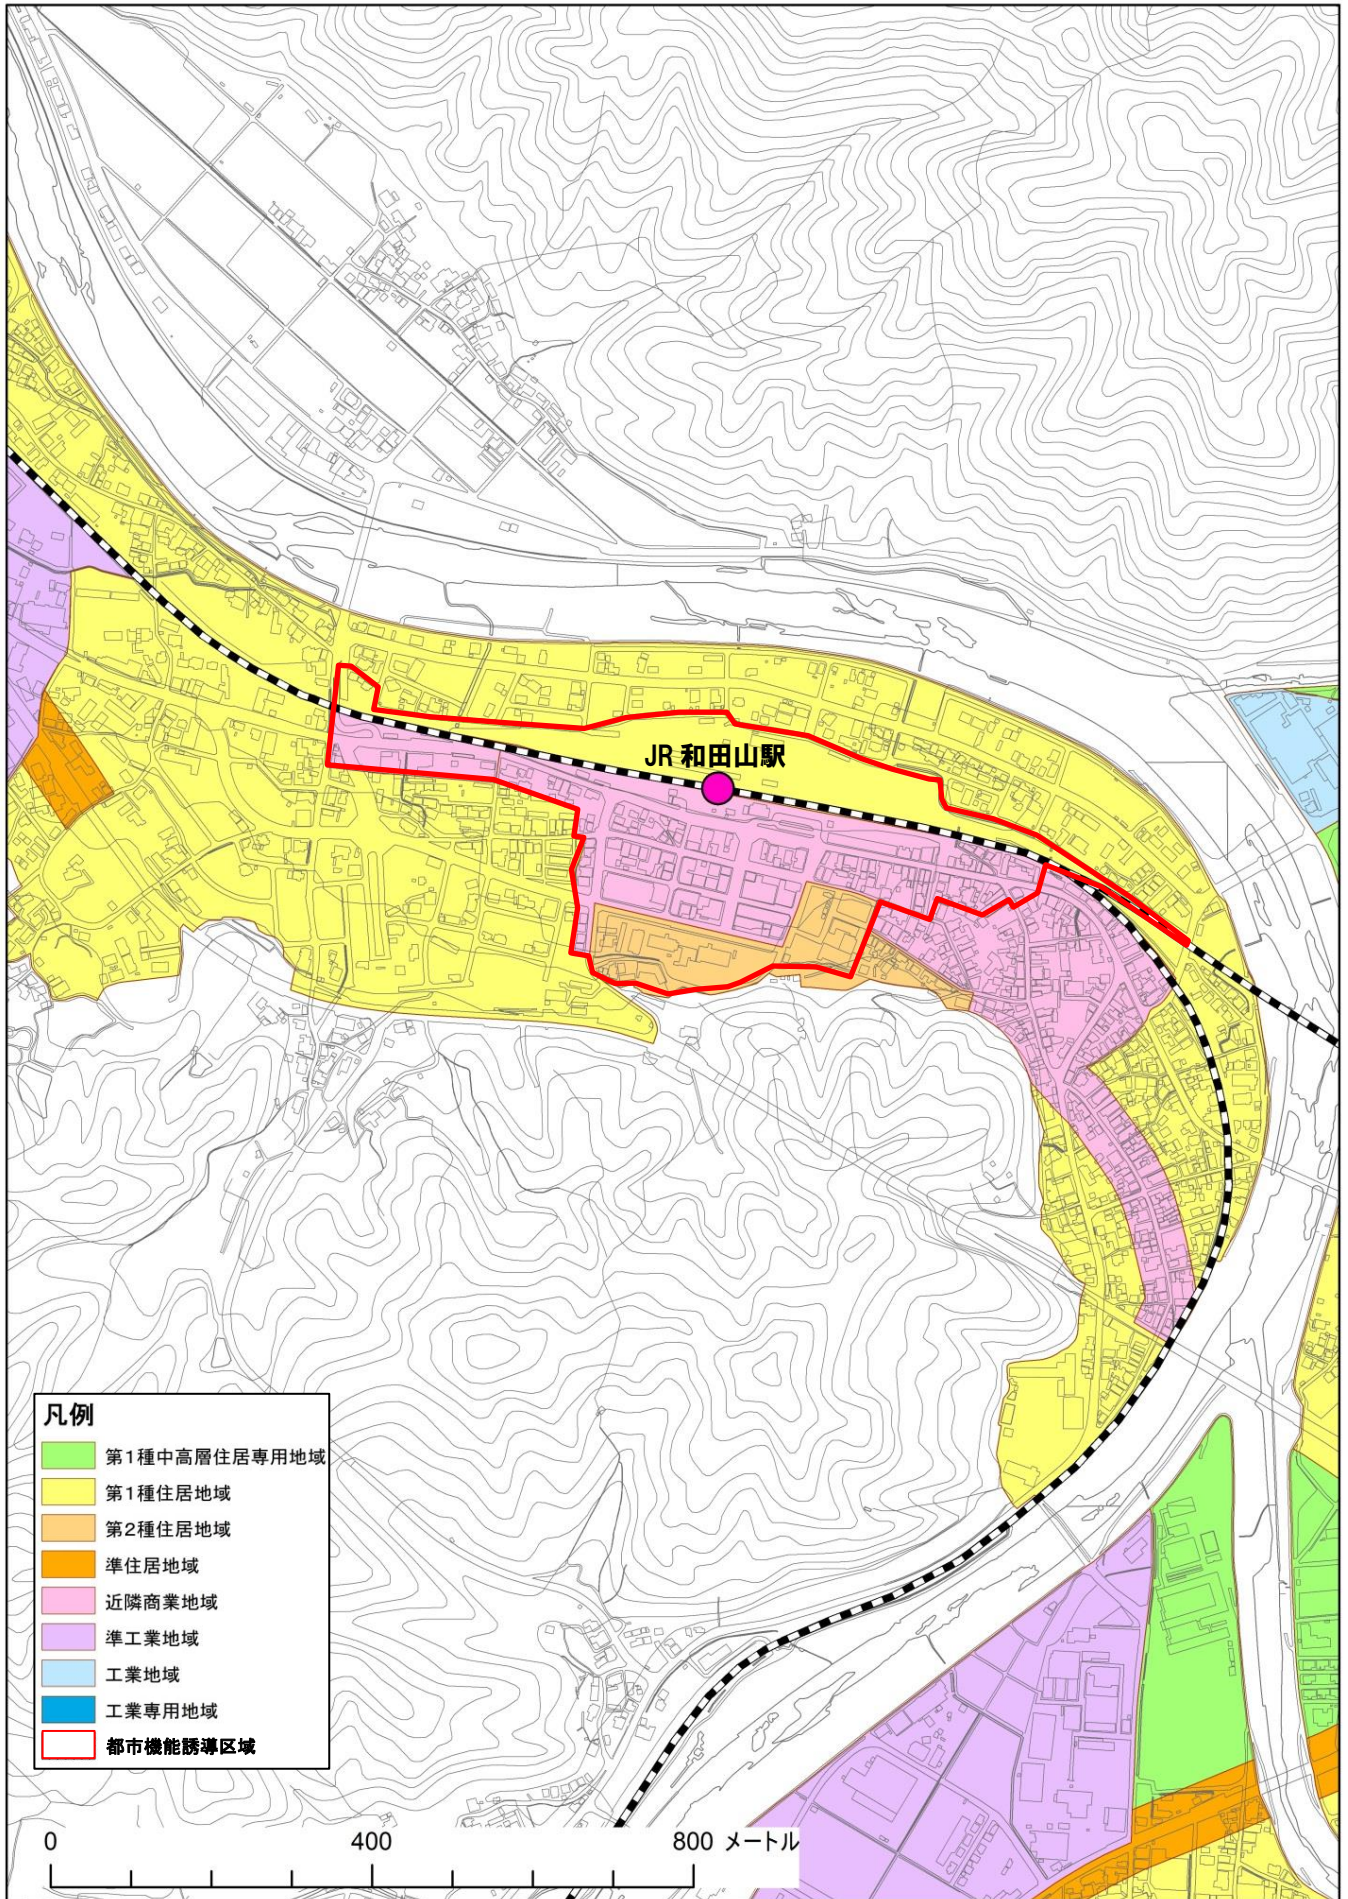 JR 和田山駅
凡例
第1種中高層住居専用地域
第1種住居地域
第2種住居地域
準住居地域
近隣商業地域
準工業地域
工業地域
工業専用地域
都市機能誘導区域
0 400 800 メートル